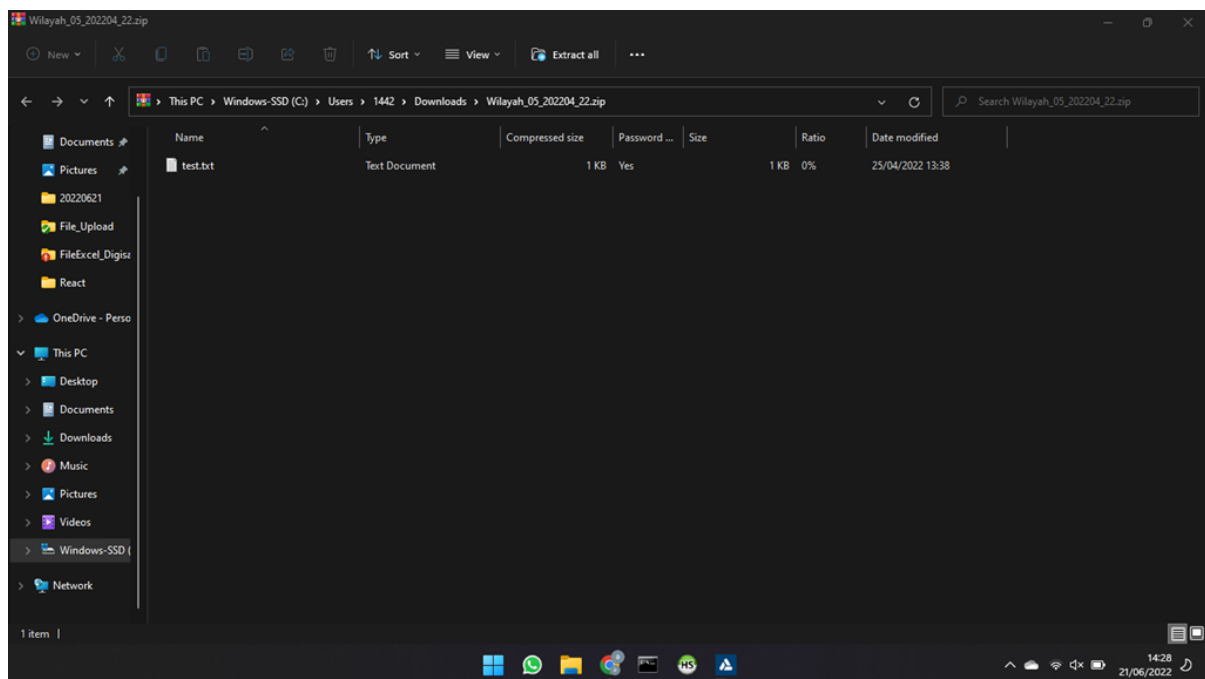 Wilayah_05_202204_22.zip
New Sort View Extract all ...
This PC > Windows-SSD (C:) > Users > 1442 > Downloads > Wilayah_05_202204_22.zip Search Wilayah_05_202204_22.zip
Name Type Compressed size Password ... Size Ratio Date modified
test.txt Text Document 1 KB Yes 1 KB 0% 25/04/2022 13:38
Documents
Pictures
20220621
File_Upload
FileExcel_Digisa
React
OneDrive - Perso
This PC
Desktop
Documents
Downloads
Music
Pictures
Videos
Windows-SSD (
Network
1 item
HS
14:28
21/06/2022